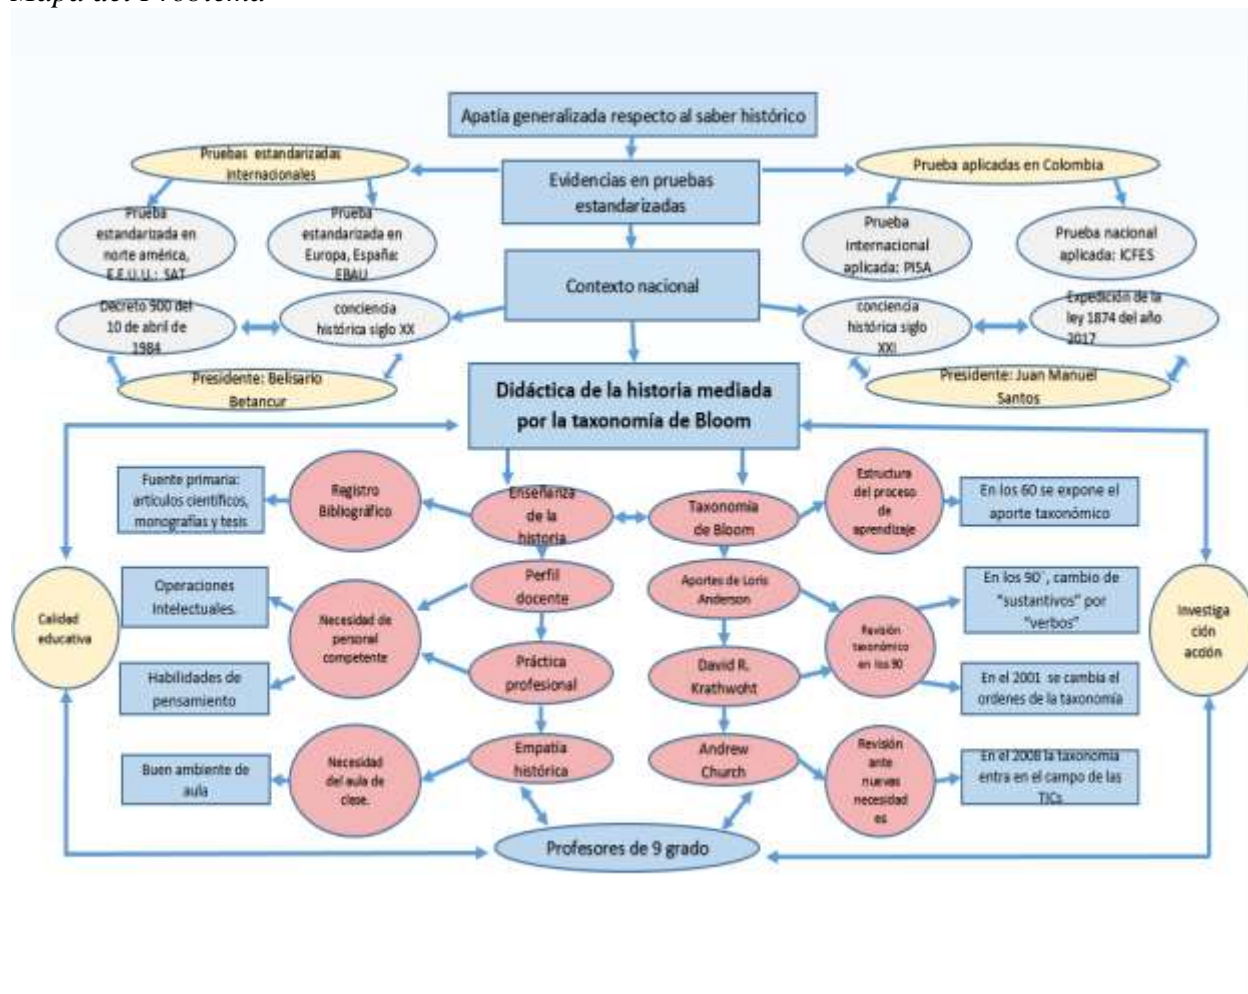 Mapa del Problema
Apatía generalizada respecto al saber histórico
Pruebas estandarizadas
internacionales
Evidencias en pruebas
estandarizadas
Prueba aplicadas en Colombia
Prueba
estandarizada en
norte américa,
E.E.U.U.: SAT
Prueba
estandarizada en
Europa, España:
EBAU
Prueba
internacional
aplicada: PISA
Prueba nacional
aplicada: ICFES
Contexto nacional
Decreto 900 del
10 de abril de
1984
conciencia
histórica siglo XX
conciencia
histórica siglo
XXI
Expedición de la
ley 1874 del año
2017
Presidente: Belisario
Betancur
Presidente: Juan Manuel
Santos
Didáctica de la historia mediada
por la taxonomía de Bloom
Fuente primaria:
artículos científicos,
monografías y tesis
Registro
Bibliográfico
Enseñanza
de la
historia
Taxonomía
de Bloom
Estructura
del proceso
de
aprendizaje
En los 60 se expone el
aporte taxonómico
Operaciones
Intelectuales.
Necesidad de
personal
competente
Perfil
docente
Aportes de Loris
Anderson
Revisión
taxonómico
en los 90
En los 90´, cambio de
"sustantivos" por
"verbos"
Calidad
educativa
Investiga
ción
acción
Habilidades de
pensamiento
Práctica
profesional
David R.
Krathwoht
En el 2001 se cambia el
ordenes de la taxonomía
Buen ambiente de
aula
Necesidad
del aula de
clase.
Empatía
histórica
Andrew
Church
Revisión
ante
nuevas
necesidad
es
En el 2008 la taxonomía
entra en el campo de las
TICs
Profesores de 9 grado